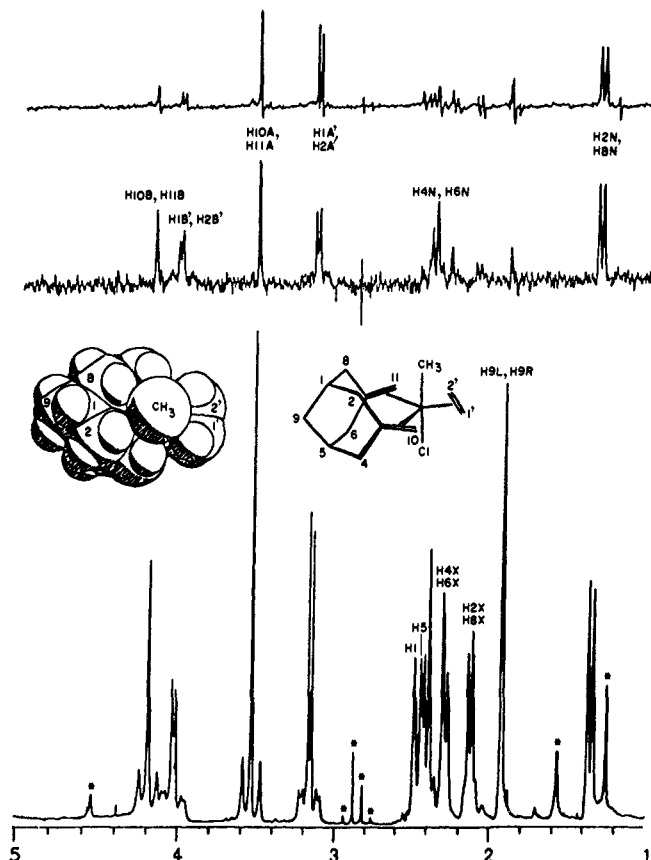 H10A,
H11A
H1A',
H2A'
H2N,
H8N
H10B, H11B
H1B', H2B'
H4N, H6N
8
9
1
2
CH3
2'
1'
8
1
11
CH3
2'
2
9
1'
6
10
5
4
Cl
H9L, H9R
H4X
H6X
H2X
H8X
H5
H1
*
*
*
*
*
*
*
5
4
3
2
1